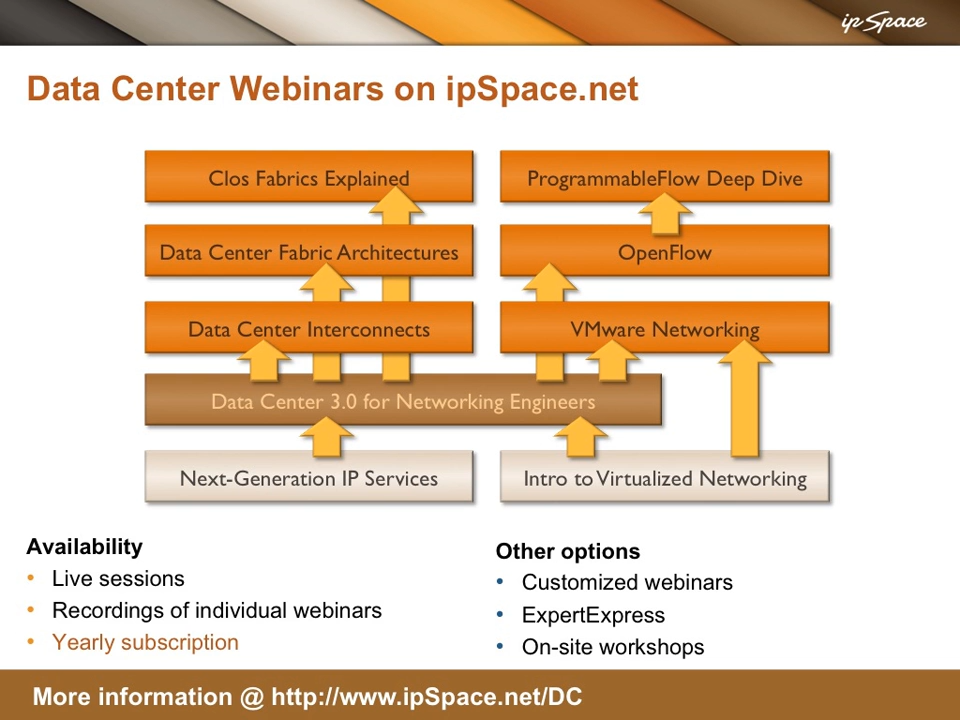 ip Space
Data Center Webinars on ipSpace.net
Clos Fabrics Explained
ProgrammableFlow Deep Dive
Data Center Fabric Architectures
OpenFlow
Data Center Interconnects
VMware Networking
Data Center 3.0 for Networking Engineers
Next-Generation IP Services
Intro to Virtualized Networking
Availability
• Live sessions
• Recordings of individual webinars
• Yearly subscription
Other options
• Customized webinars
• ExpertExpress
• On-site workshops
More information @ http://www.ipSpace.net/DC